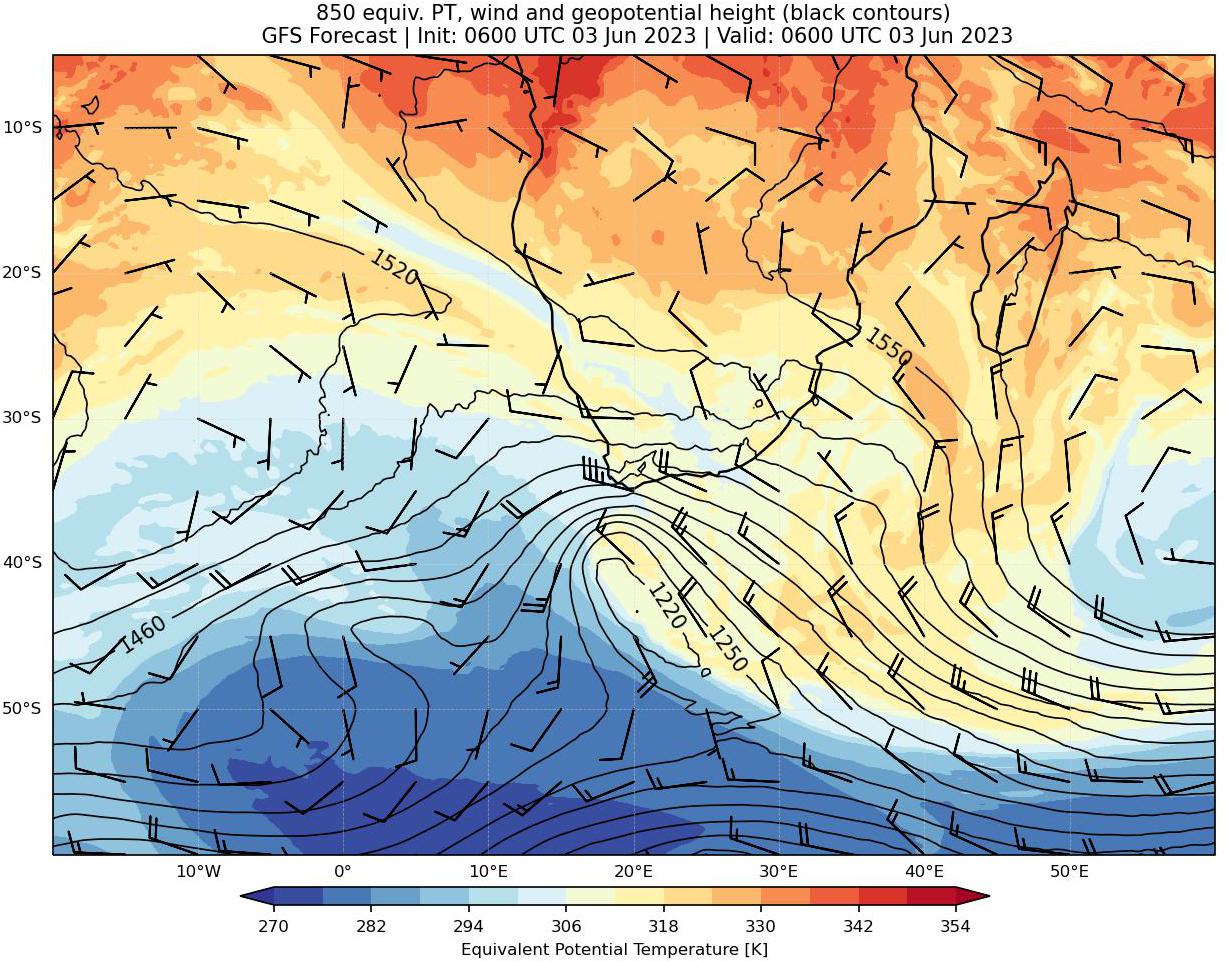 850 equiv. PT, wind and geopotential height (black contours)
GFS Forecast | Init: 0600 UTC 03 Jun 2023 | Valid: 0600 UTC 03 Jun 2023
10°S
20°S
1520
1550
30°S
40°S
1220
1250
1460
50°S
10°W 0° 10°E 20°E 30°E 40°E 50°E
270 282 294 306 318 330 342 354
Equivalent Potential Temperature [K]